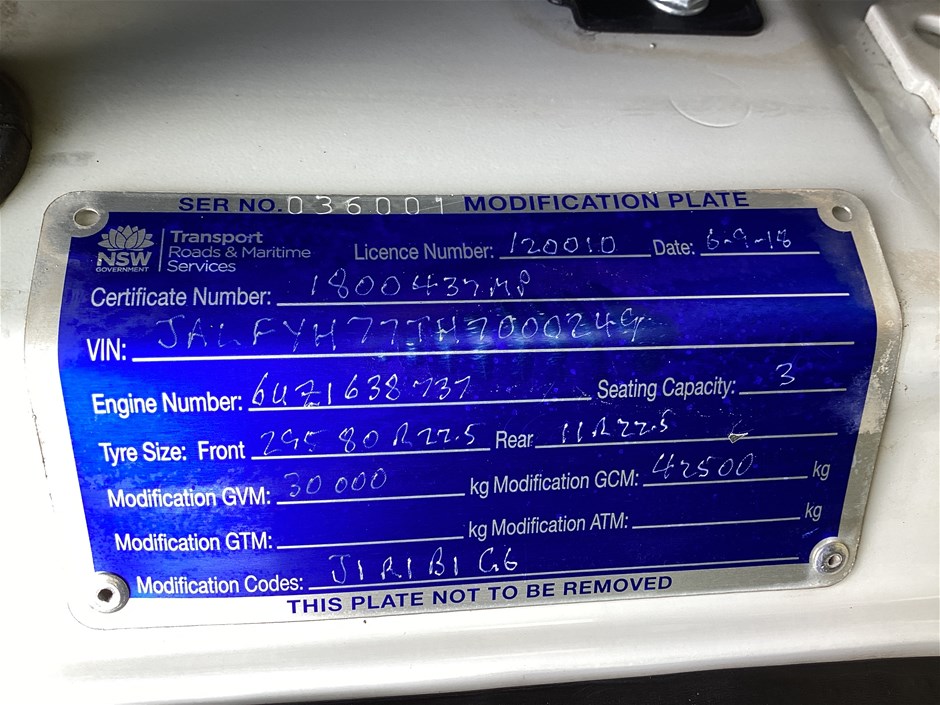 SER NO. 036001 MODIFICATION PLATE
NSW GOVERNMENT Transport Roads & Maritime Services
Licence Number: 120010 Date: 6-9-18
Certificate Number: 1800437MP
VIN: JALFYH77TH7000249
Engine Number: 6UZ1638737 Seating Capacity: 3
Tyre Size: Front 295 80R22.5 Rear 11R22.5
Modification GVM: 30 000 kg Modification GCM: 42500 kg
Modification GTM: kg Modification ATM: kg
Modification Codes: J1 R1 B1 G6
THIS PLATE NOT TO BE REMOVED